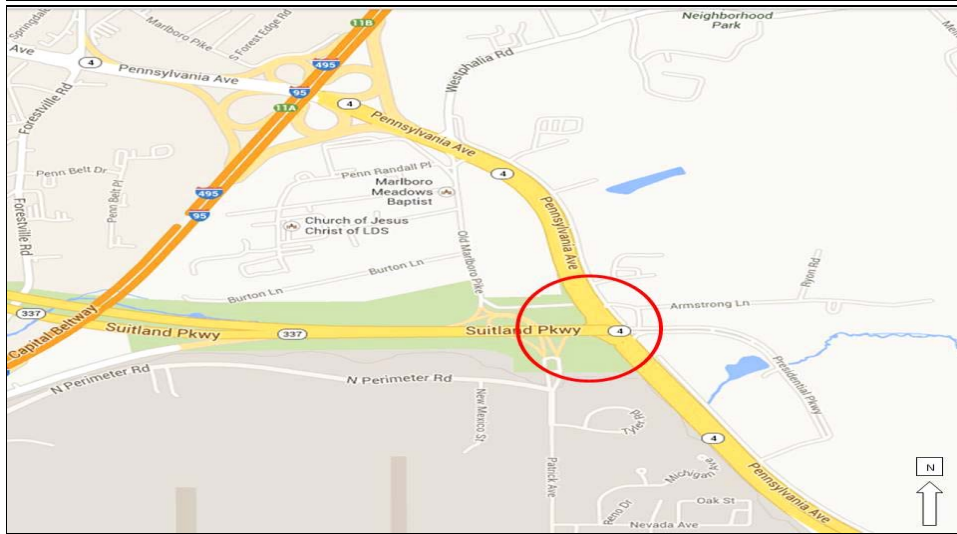 Springdale
Ave
Marlboro Pike
S Forest Edge Rd
11B
Neighborhood
Park
4
Pennsylvania Ave
495
95
11A
4
Westphalia Rd
Forestville Rd
Pennsylvania Ave
Penn Belt Dr
Penn Belt Pl
Penn Randall Pl
4
Marlboro
Meadows
Baptist
495
95
Forestville Rd
Church of Jesus
Christ of LDS
Old Marlboro Pike
Pennsylvania Ave
Burton Ln
Burton Ln
Ryon Rd
Armstrong Ln
337
Capital Beltway
Suitland Pkwy
337
Suitland Pkwy
4
N Perimeter Rd
N Perimeter Rd
New Mexico St
Presidential Pkwy
Tyler Rd
4
Patrick Ave
Michigan Ave
Pennsylvania Ave
Reno Dr
Oak St
Nevada Ave
N